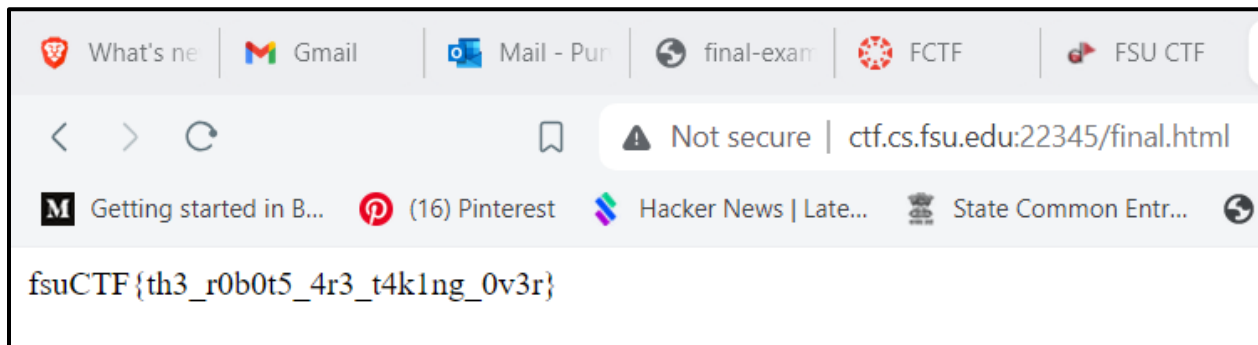 What's ne Gmail Mail - Pur final-exam FCTF FSU CTF
Not secure | ctf.cs.fsu.edu:22345/final.html
M Getting started in B... (16) Pinterest Hacker News | Late... State Common Entr...
fsuCTF{th3_r0b0t5_4r3_t4k1ng_0v3r}